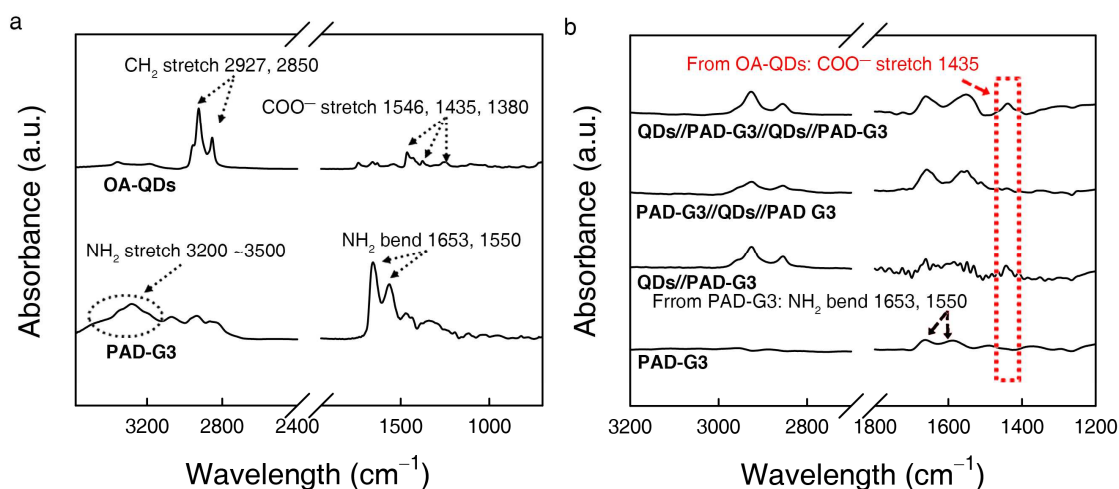 a
CH₂ stretch 2927, 2850
COO⁻ stretch 1546, 1435, 1380
OA-QDs
NH₂ stretch 3200 ~3500
NH₂ bend 1653, 1550
PAD-G3
Absorbance (a.u.)
3200 2800 2400 1500 1000
Wavelength (cm⁻¹)
b
From OA-QDs: COO⁻ stretch 1435
QDs//PAD-G3//QDs//PAD-G3
PAD-G3//QDs//PAD G3
QDs//PAD-G3
From PAD-G3: NH₂ bend 1653, 1550
PAD-G3
Absorbance (a.u.)
3200 3000 2800 1800 1600 1400 1200
Wavelength (cm⁻¹)